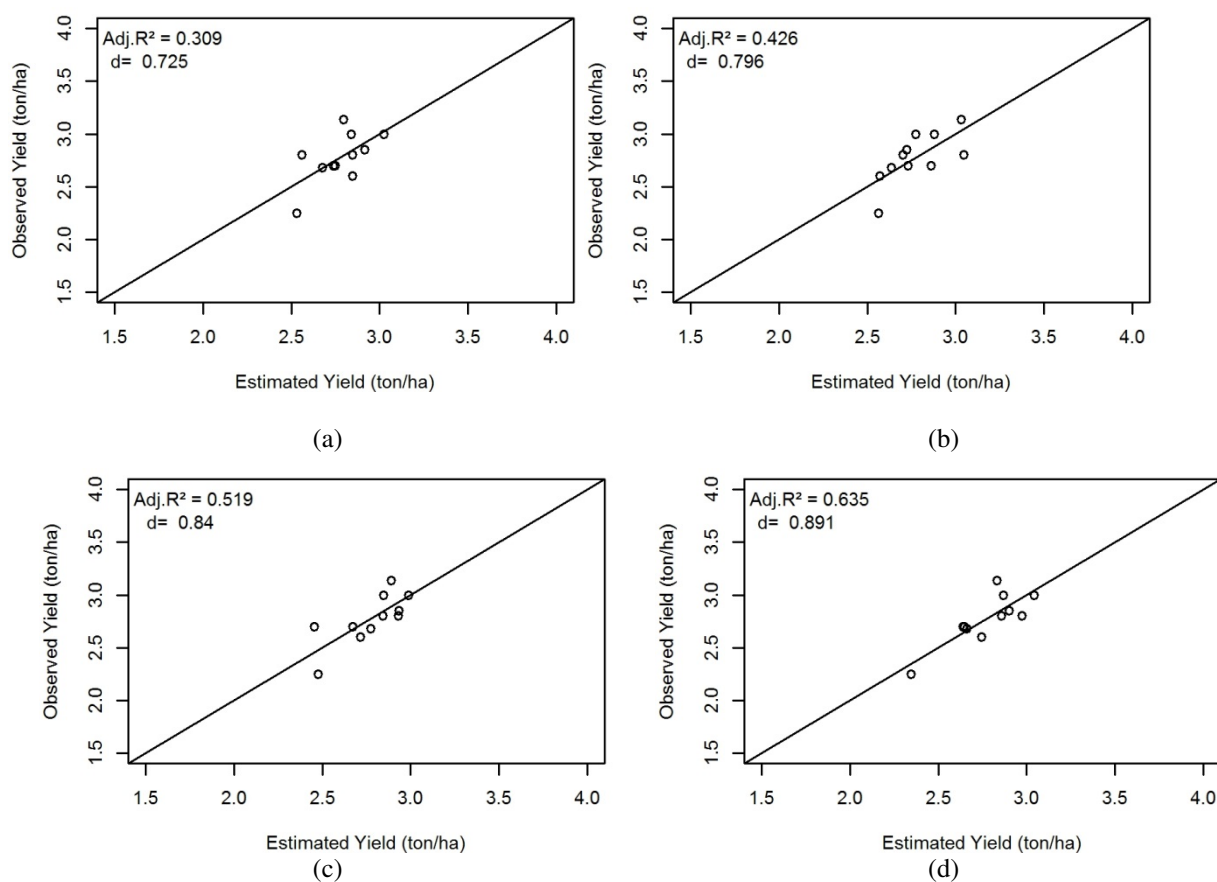 Adj.R² = 0.309
d= 0.725
Observed Yield (ton/ha)
4.0
3.5
3.0
2.5
2.0
1.5
1.5 2.0 2.5 3.0 3.5 4.0
Estimated Yield (ton/ha)
(a)
Adj.R² = 0.426
d= 0.796
Observed Yield (ton/ha)
4.0
3.5
3.0
2.5
2.0
1.5
1.5 2.0 2.5 3.0 3.5 4.0
Estimated Yield (ton/ha)
(b)
Adj.R² = 0.519
d= 0.84
Observed Yield (ton/ha)
4.0
3.5
3.0
2.5
2.0
1.5
1.5 2.0 2.5 3.0 3.5 4.0
Estimated Yield (ton/ha)
(c)
Adj.R² = 0.635
d= 0.891
Observed Yield (ton/ha)
4.0
3.5
3.0
2.5
2.0
1.5
1.5 2.0 2.5 3.0 3.5 4.0
Estimated Yield (ton/ha)
(d)